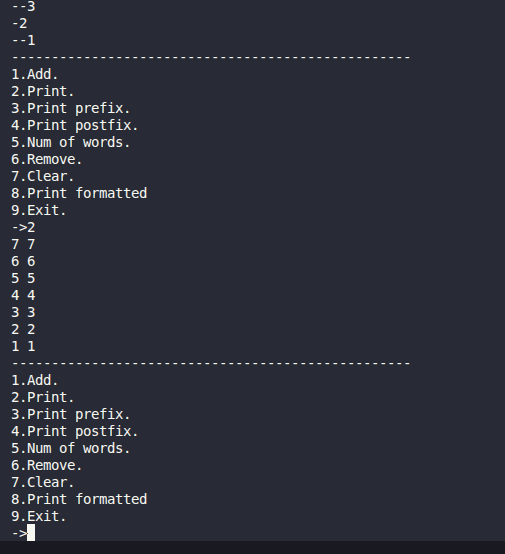 --3
-2
--1
--------------------------------------------------
1.Add.
2.Print.
3.Print prefix.
4.Print postfix.
5.Num of words.
6.Remove.
7.Clear.
8.Print formatted
9.Exit.
->2
7 7
6 6
5 5
4 4
3 3
2 2
1 1
--------------------------------------------------
1.Add.
2.Print.
3.Print prefix.
4.Print postfix.
5.Num of words.
6.Remove.
7.Clear.
8.Print formatted
9.Exit.
->